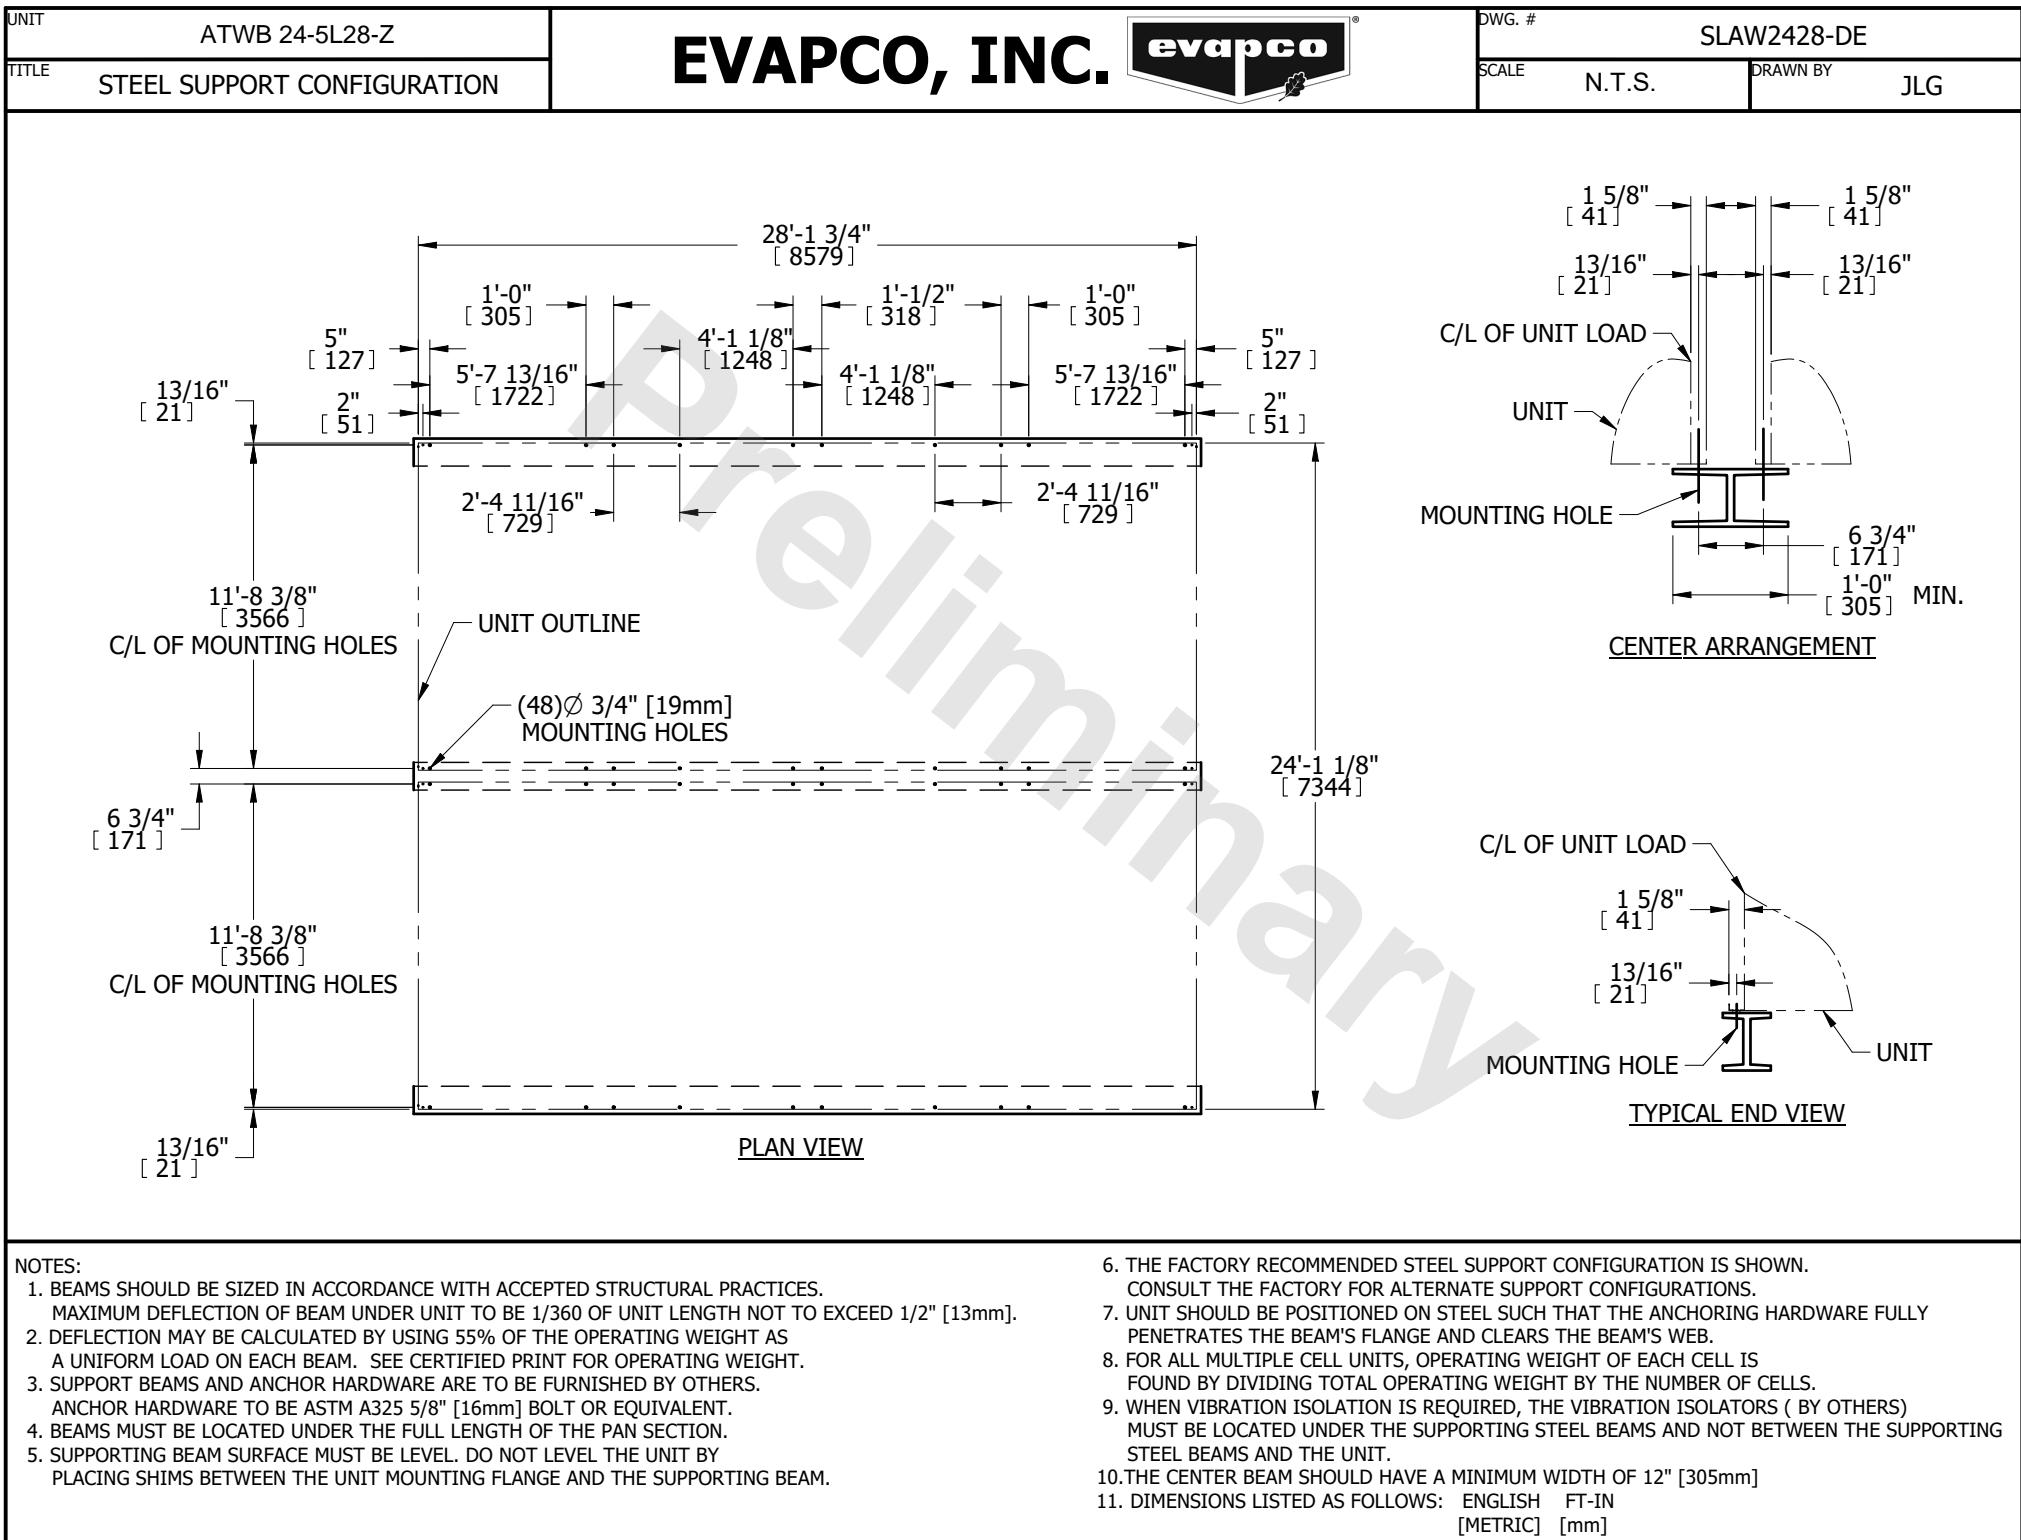 UNIT
ATWB 24-5L28-Z
TITLE
STEEL SUPPORT CONFIGURATION
EVAPCO, INC.
evapco
®
DWG. #
SLAW2428-DE
SCALE
N.T.S.
DRAWN BY
JLG
28'-1 3/4"
[ 8579 ]
1'-0"
[ 305 ]
1'-1/2"
[ 318 ]
1'-0"
[ 305 ]
5"
[ 127 ]
4'-1 1/8"
[ 1248 ]
5"
[ 127 ]
5'-7 13/16"
[ 1722 ]
4'-1 1/8"
[ 1248 ]
5'-7 13/16"
[ 1722 ]
13/16"
[ 21 ]
2"
[ 51 ]
2"
[ 51 ]
2'-4 11/16"
[ 729 ]
2'-4 11/16"
[ 729 ]
11'-8 3/8"
[ 3566 ]
C/L OF MOUNTING HOLES
UNIT OUTLINE
(48)Ø 3/4" [19mm]
MOUNTING HOLES
6 3/4"
[ 171 ]
24'-1 1/8"
[ 7344 ]
11'-8 3/8"
[ 3566 ]
C/L OF MOUNTING HOLES
13/16"
[ 21 ]
PLAN VIEW
Preliminary
1 5/8"
[ 41 ]
1 5/8"
[ 41 ]
13/16"
[ 21 ]
13/16"
[ 21 ]
C/L OF UNIT LOAD
UNIT
MOUNTING HOLE
6 3/4"
[ 171 ]
1'-0"
[ 305 ]
MIN.
CENTER ARRANGEMENT
C/L OF UNIT LOAD
1 5/8"
[ 41 ]
13/16"
[ 21 ]
MOUNTING HOLE
UNIT
TYPICAL END VIEW
NOTES:
1. BEAMS SHOULD BE SIZED IN ACCORDANCE WITH ACCEPTED STRUCTURAL PRACTICES.
MAXIMUM DEFLECTION OF BEAM UNDER UNIT TO BE 1/360 OF UNIT LENGTH NOT TO EXCEED 1/2" [13mm].
2. DEFLECTION MAY BE CALCULATED BY USING 55% OF THE OPERATING WEIGHT AS
A UNIFORM LOAD ON EACH BEAM. SEE CERTIFIED PRINT FOR OPERATING WEIGHT.
3. SUPPORT BEAMS AND ANCHOR HARDWARE ARE TO BE FURNISHED BY OTHERS.
ANCHOR HARDWARE TO BE ASTM A325 5/8" [16mm] BOLT OR EQUIVALENT.
4. BEAMS MUST BE LOCATED UNDER THE FULL LENGTH OF THE PAN SECTION.
5. SUPPORTING BEAM SURFACE MUST BE LEVEL. DO NOT LEVEL THE UNIT BY
PLACING SHIMS BETWEEN THE UNIT MOUNTING FLANGE AND THE SUPPORTING BEAM.
6. THE FACTORY RECOMMENDED STEEL SUPPORT CONFIGURATION IS SHOWN.
CONSULT THE FACTORY FOR ALTERNATE SUPPORT CONFIGURATIONS.
7. UNIT SHOULD BE POSITIONED ON STEEL SUCH THAT THE ANCHORING HARDWARE FULLY
PENETRATES THE BEAM'S FLANGE AND CLEARS THE BEAM'S WEB.
8. FOR ALL MULTIPLE CELL UNITS, OPERATING WEIGHT OF EACH CELL IS
FOUND BY DIVIDING TOTAL OPERATING WEIGHT BY THE NUMBER OF CELLS.
9. WHEN VIBRATION ISOLATION IS REQUIRED, THE VIBRATION ISOLATORS ( BY OTHERS)
MUST BE LOCATED UNDER THE SUPPORTING STEEL BEAMS AND NOT BETWEEN THE SUPPORTING
STEEL BEAMS AND THE UNIT.
10.THE CENTER BEAM SHOULD HAVE A MINIMUM WIDTH OF 12" [305mm]
11. DIMENSIONS LISTED AS FOLLOWS: ENGLISH FT-IN
[METRIC] [mm]